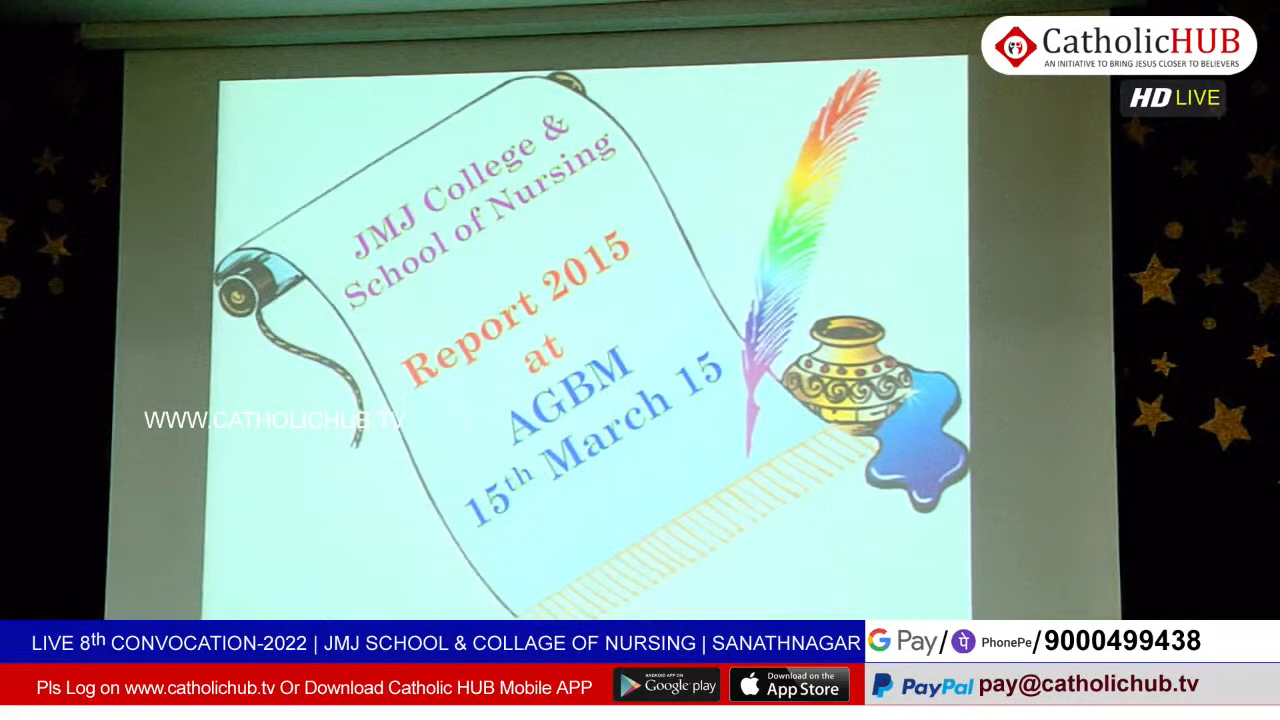 CatholicHUB
AN INITIATIVE TO BRING JESUS CLOSER TO BELIEVERS
HD LIVE
JMJ College &
School of Nursing
Report 2015
at
AGBM
15th March 15
WWW.CATHOLICHUB.TV
LIVE 8th CONVOCATION-2022 | JMJ SCHOOL & COLLAGE OF NURSING | SANATHNAGAR
G Pay/ PhonePe/9000499438
Pls Log on www.catholichub.tv Or Download Catholic HUB Mobile APP
ANDROID APP ON
Google play
Download on the
App Store
PayPal pay@catholichub.tv